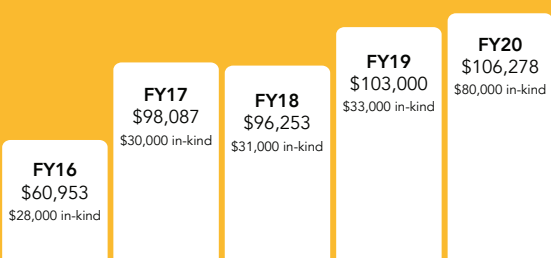 FY16
$60,953
$28,000 in-kind
FY17
$98,087
$30,000 in-kind
FY18
$96,253
$31,000 in-kind
FY19
$103,000
$33,000 in-kind
FY20
$106,278
$80,000 in-kind